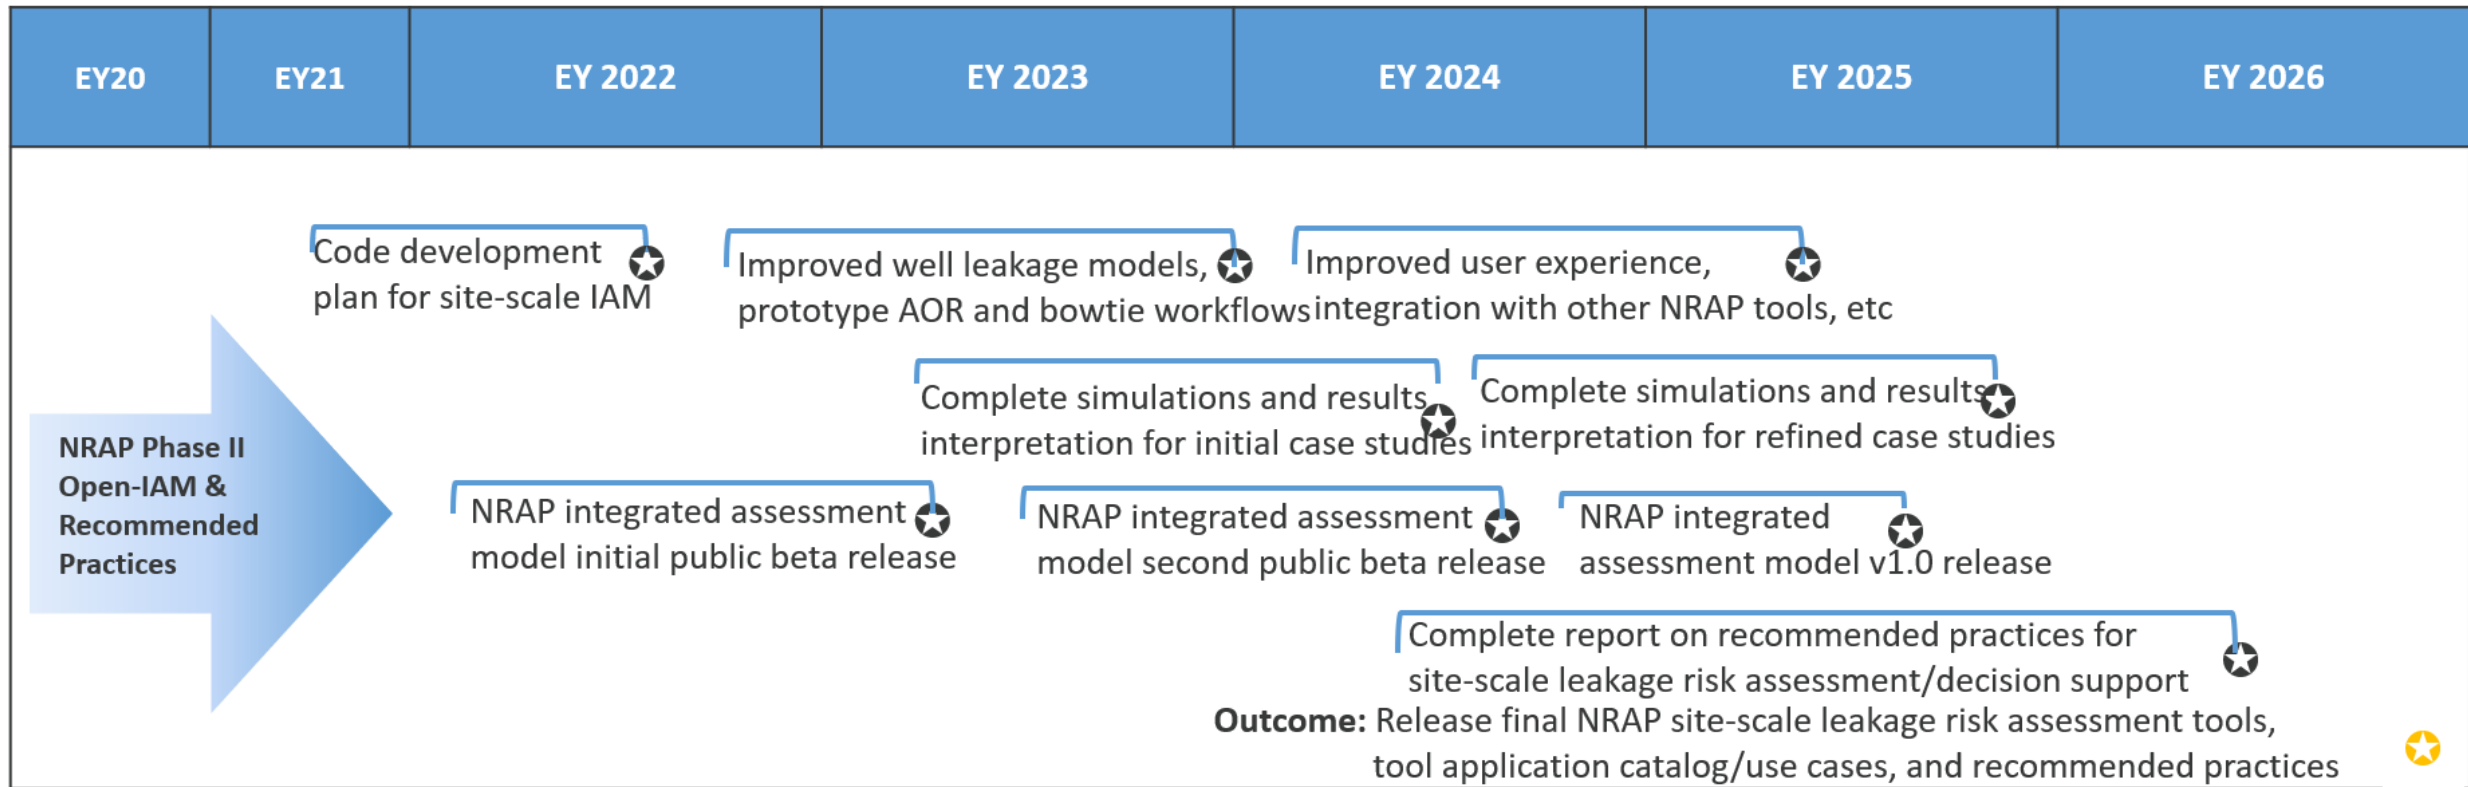 EY20
EY21
EY 2022
EY 2023
EY 2024
EY 2025
EY 2026
Code development
plan for site-scale IAM
Improved well leakage models,
prototype AOR and bowtie workflows
Improved user experience,
integration with other NRAP tools, etc
Complete simulations and results
interpretation for initial case studies
Complete simulations and results
interpretation for refined case studies
NRAP Phase II
Open-IAM &
Recommended
Practices
NRAP integrated assessment
model initial public beta release
NRAP integrated assessment
model second public beta release
NRAP integrated
assessment model v1.0 release
Complete report on recommended practices for
site-scale leakage risk assessment/decision support
Outcome: Release final NRAP site-scale leakage risk assessment tools,
tool application catalog/use cases, and recommended practices